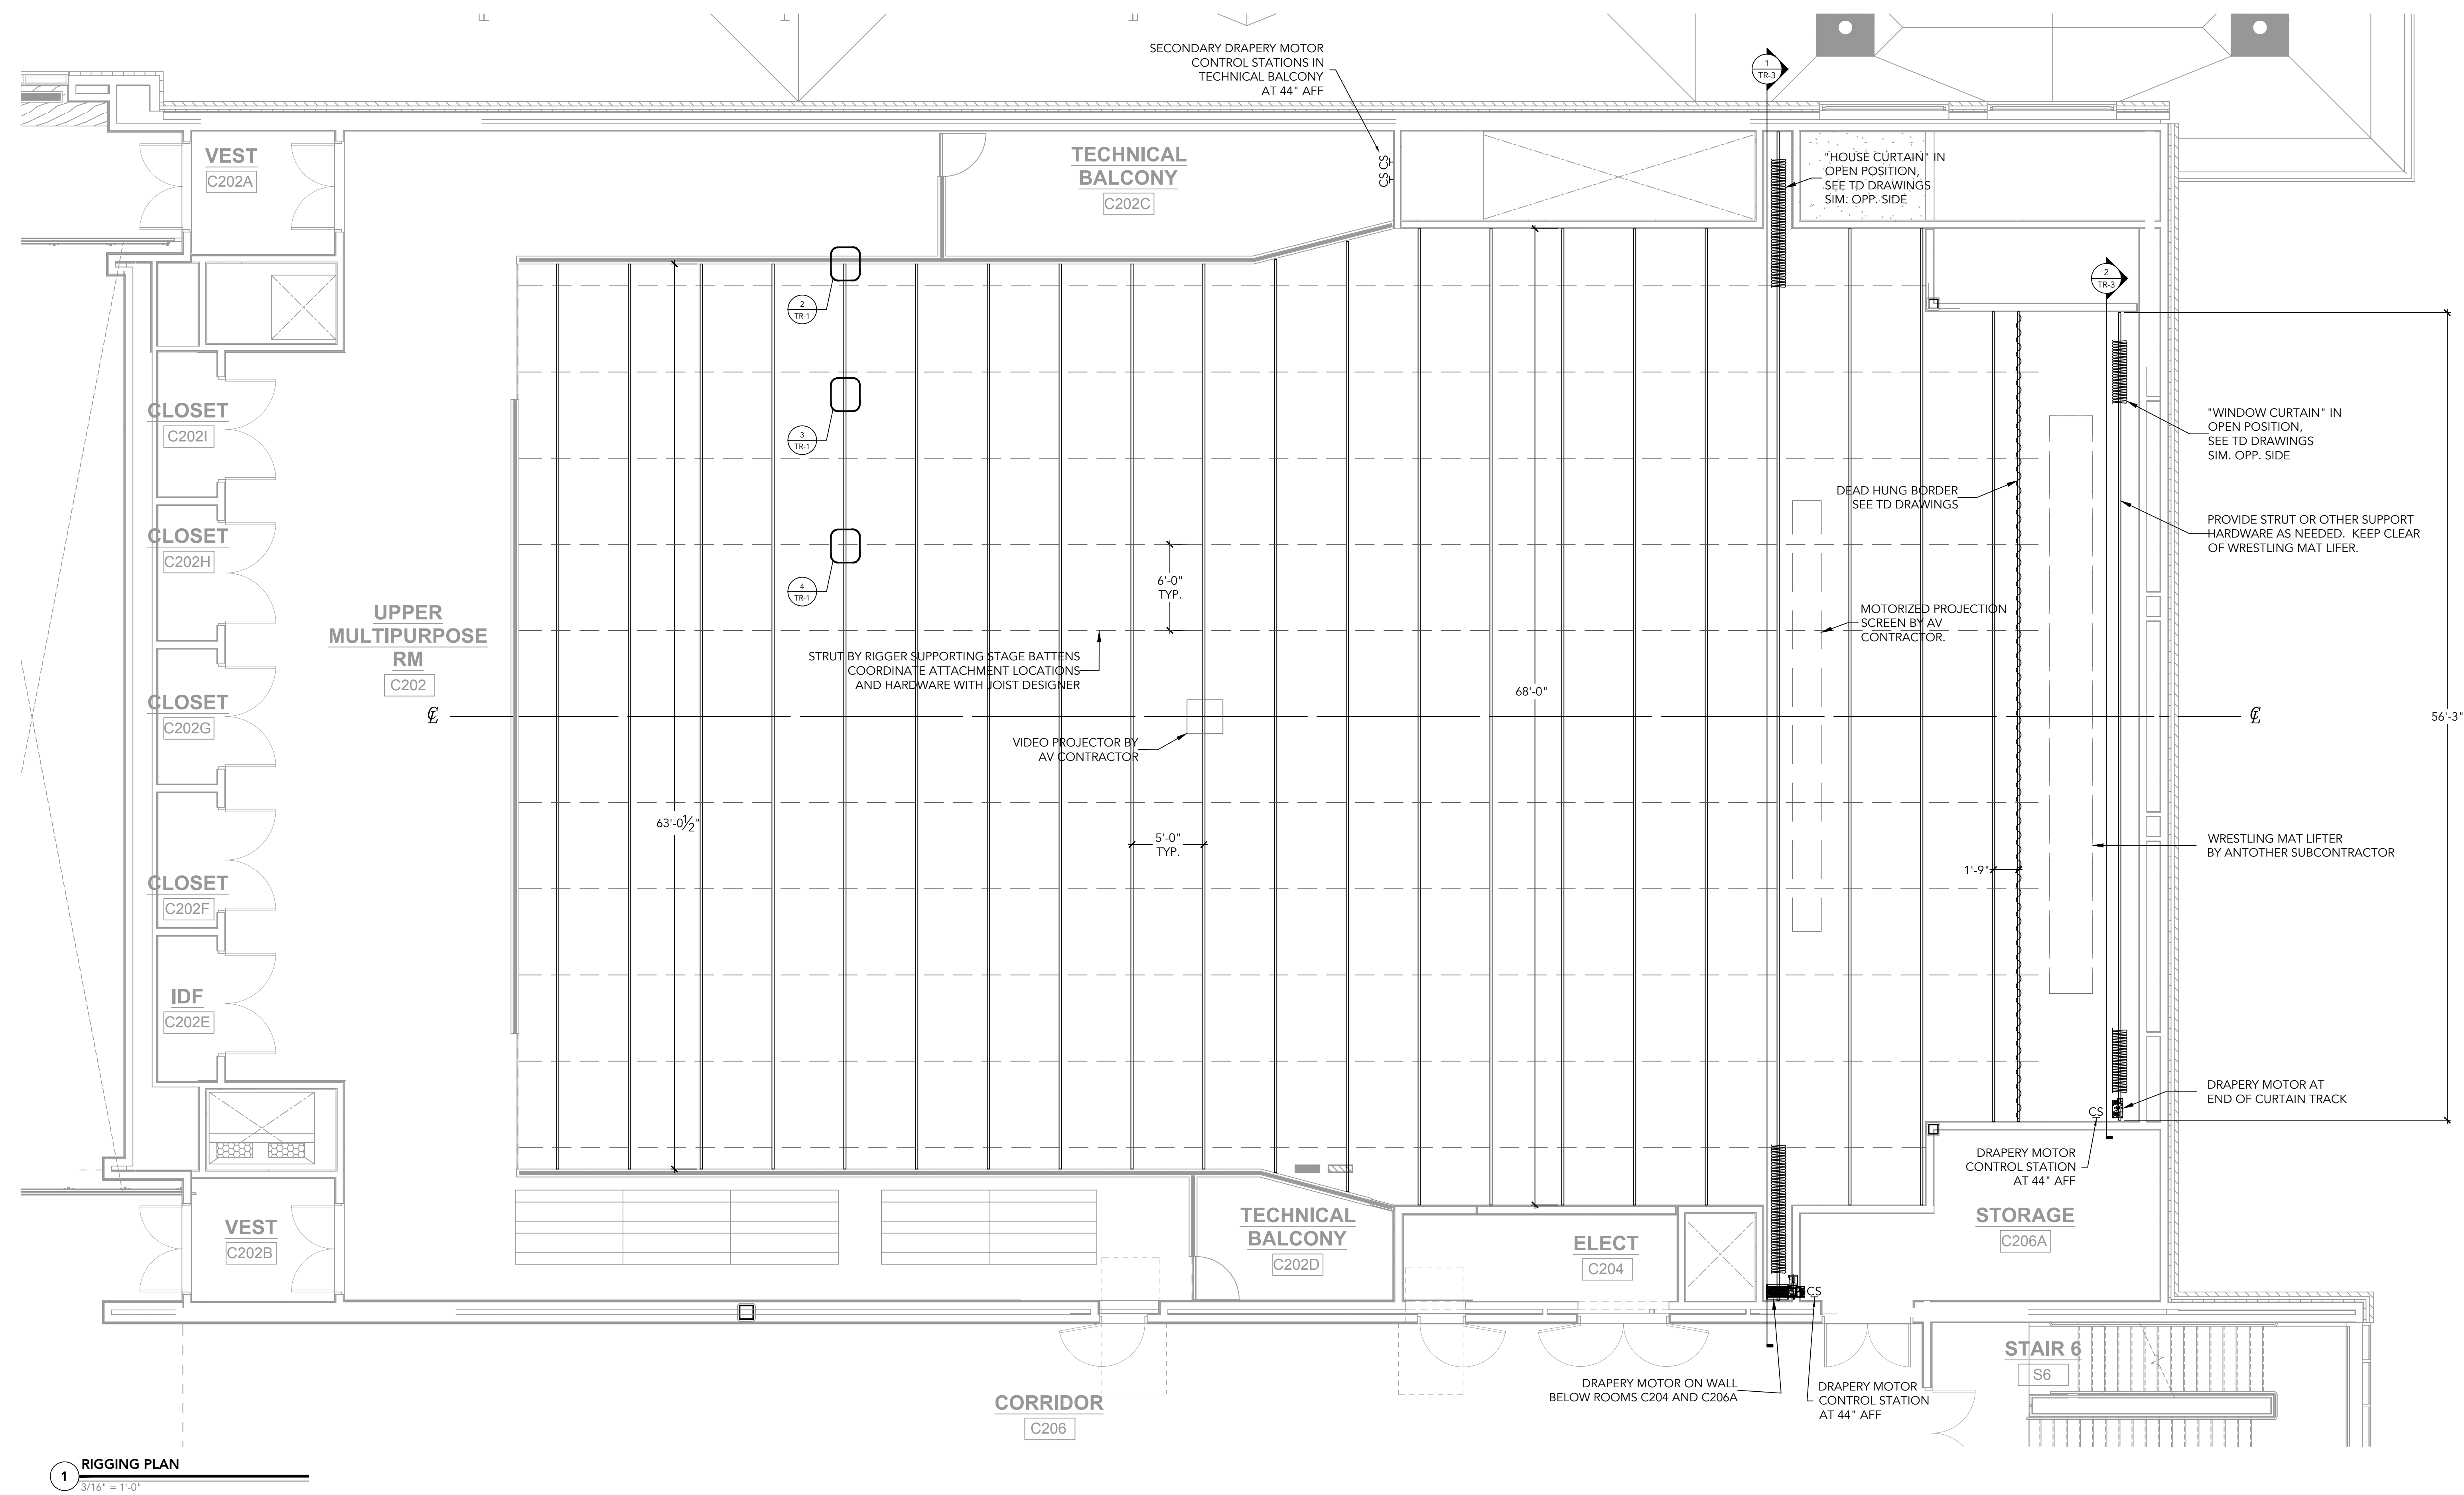 SECONDARY DRAPERY MOTOR
CONTROL STATIONS IN
TECHNICAL BALCONY
AT 44" AFF
1
TR-3
VEST
C202A
TECHNICAL
BALCONY
C202C
CS CS
"HOUSE CURTAIN" IN
OPEN POSITION,
SEE TD DRAWINGS
SIM. OPP. SIDE
2
TR-3
2
TR-1
CLOSET
C202I
3
TR-1
"WINDOW CURTAIN" IN
OPEN POSITION,
SEE TD DRAWINGS
SIM. OPP. SIDE
DEAD HUNG BORDER
SEE TD DRAWINGS
PROVIDE STRUT OR OTHER SUPPORT
HARDWARE AS NEEDED. KEEP CLEAR
OF WRESTLING MAT LIFER.
CLOSET
C202H
4
TR-1
6'-0"
TYP.
UPPER
MULTIPURPOSE
RM
C202
MOTORIZED PROJECTION
SCREEN BY AV
CONTRACTOR.
STRUT BY RIGGER SUPPORTING STAGE BATTENS
COORDINATE ATTACHMENT LOCATIONS
AND HARDWARE WITH JOIST DESIGNER
68'-0"
CLOSET
C202G
℄
℄
56'-3"
VIDEO PROJECTOR BY
AV CONTRACTOR
63'-0½"
5'-0"
TYP.
WRESTLING MAT LIFTER
BY ANTOTHER SUBCONTRACTOR
1'-9"
CLOSET
C202F
IDF
C202E
DRAPERY MOTOR AT
END OF CURTAIN TRACK
CS
DRAPERY MOTOR
CONTROL STATION
AT 44" AFF
VEST
C202B
TECHNICAL
BALCONY
C202D
ELECT
C204
STORAGE
C206A
CS
STAIR 6
S6
CORRIDOR
C206
DRAPERY MOTOR ON WALL
BELOW ROOMS C204 AND C206A
DRAPERY MOTOR
CONTROL STATION
AT 44" AFF
1
RIGGING PLAN
3/16" = 1'-0"